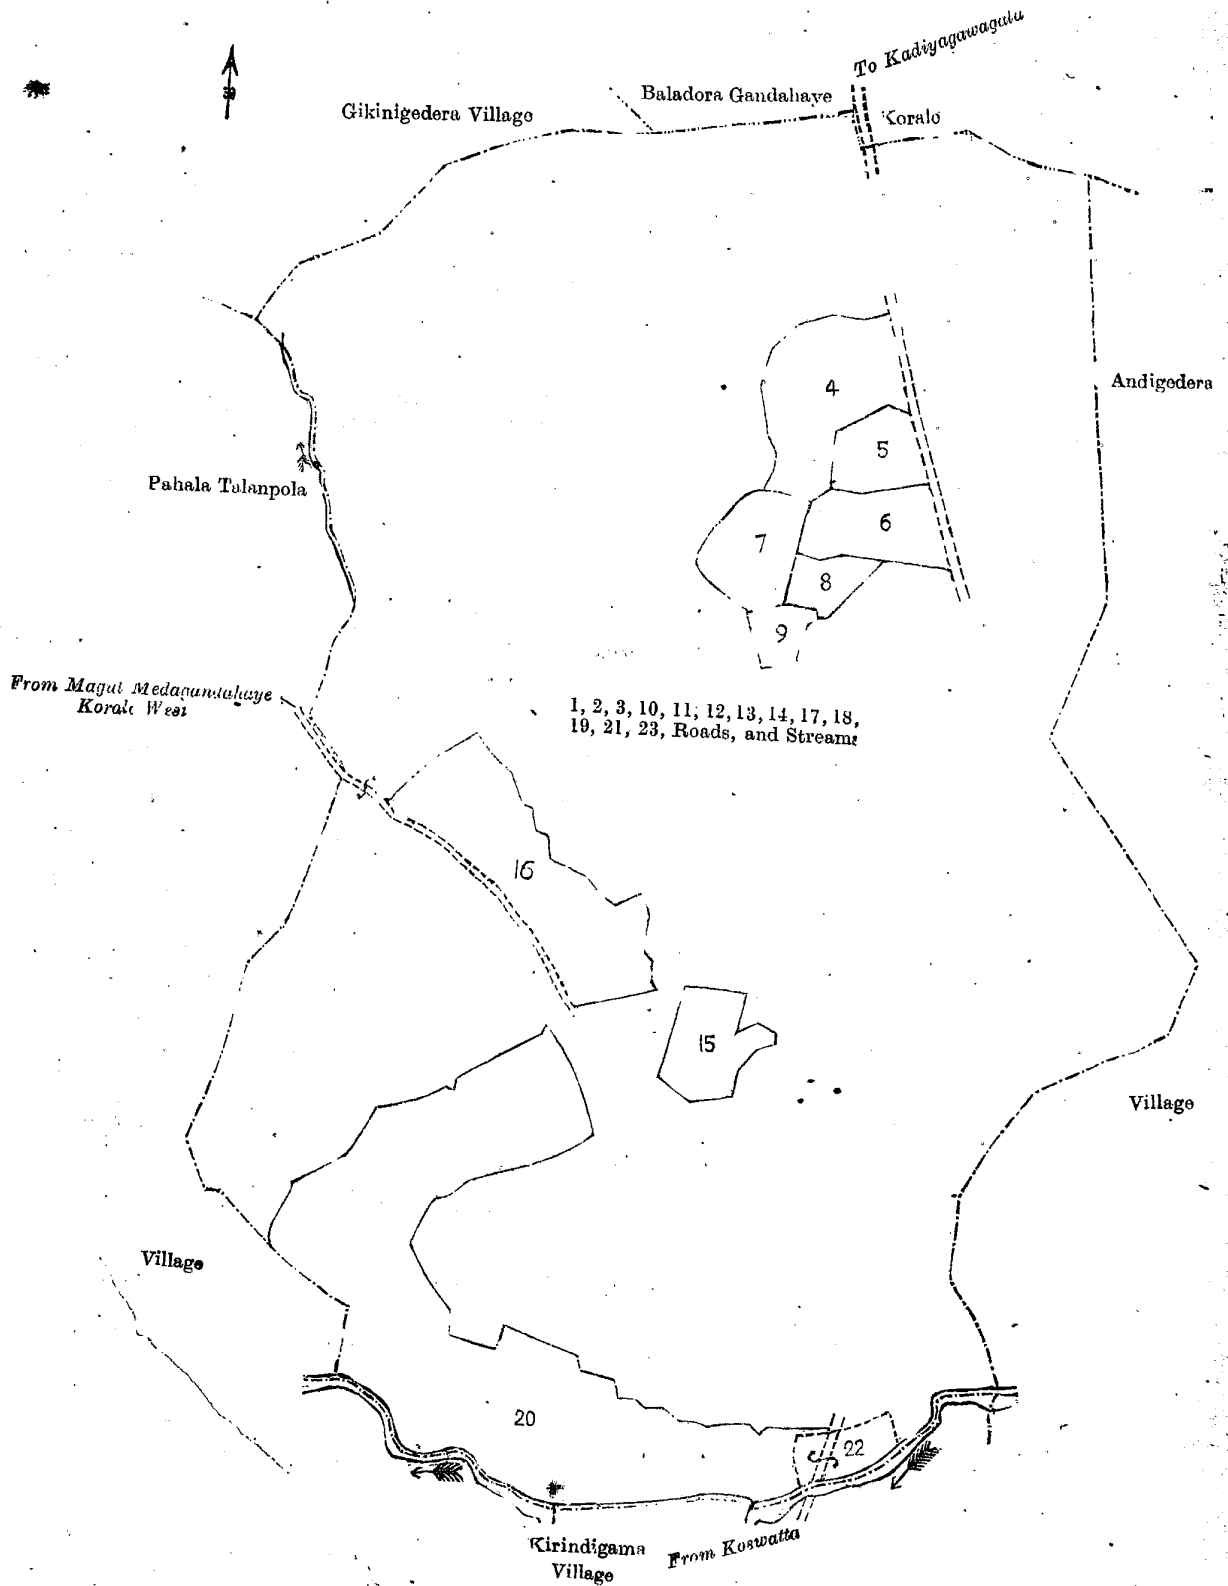 To Kadiyagawagalu
Baladora Gandahaye
Gikinigedera Village
Korale
4
Andigedera
5
Pahala Talanpola
6
7
8
9
From Magul Medagandahaye
Korale West
1, 2, 3, 10, 11, 12, 13, 14, 17, 18,
19, 21, 23, Roads, and Streams
16
15
Village
Village
20
22
Kirindigama
Village
From Koswatta